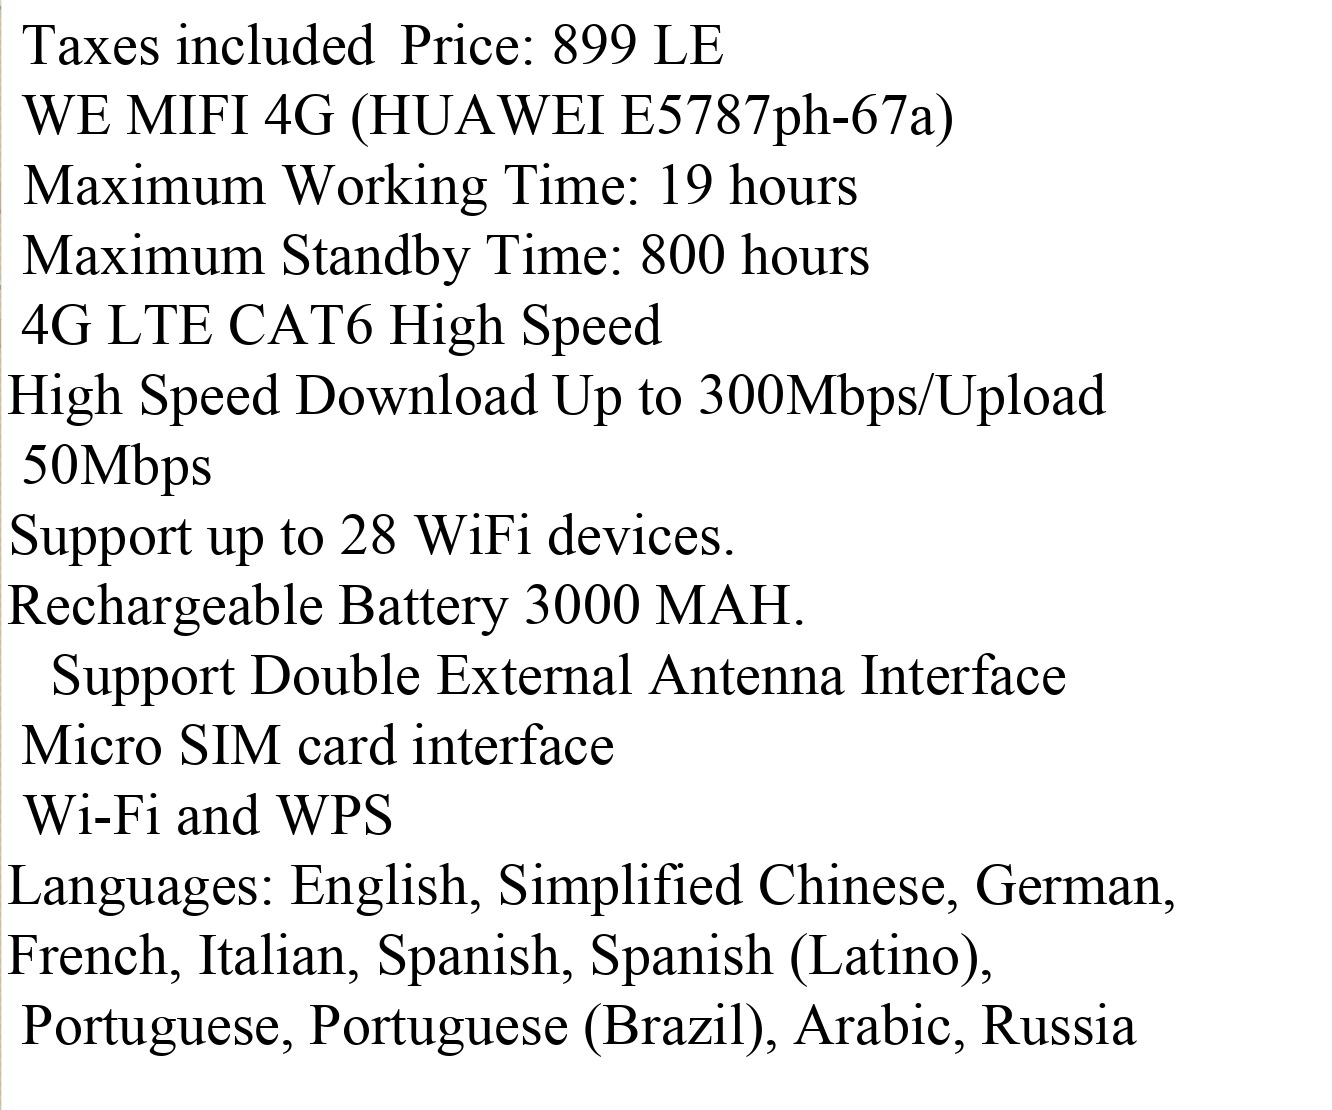 Taxes included Price: 899 LE
WE MIFI 4G (HUAWEI E5787ph-67a)
Maximum Working Time: 19 hours
Maximum Standby Time: 800 hours
4G LTE CAT6 High Speed
High Speed Download Up to 300Mbps/Upload
50Mbps
Support up to 28 WiFi devices.
Rechargeable Battery 3000 MAH.
Support Double External Antenna Interface
Micro SIM card interface
Wi-Fi and WPS
Languages: English, Simplified Chinese, German,
French, Italian, Spanish, Spanish (Latino),
Portuguese, Portuguese (Brazil), Arabic, Russia